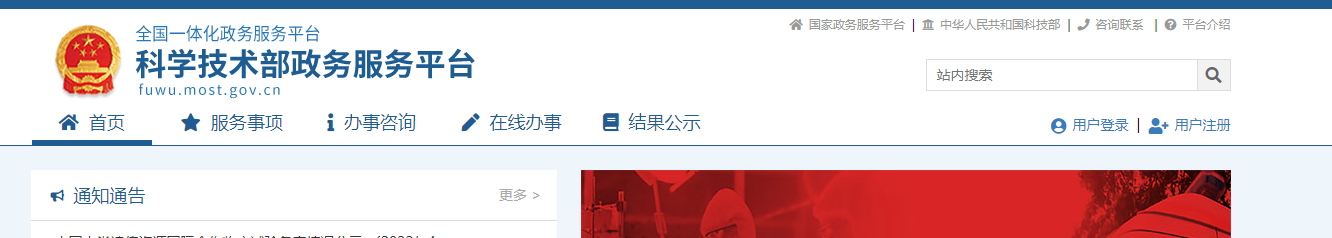 国家政务服务平台 | 中华人民共和国科技部 | 咨询联系 | 平台介绍
全国一体化政务服务平台
科学技术部政务服务平台
fuwu.most.gov.cn
站内搜索
首页 服务事项 办事咨询 在线办事 结果公示
用户登录 | 用户注册
通知通告 更多 >